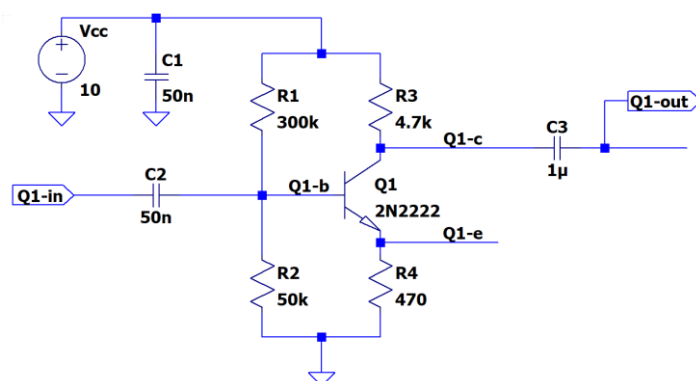 Vcc
10
C1
50n
R1
300k
R3
4.7k
Q1-out
Q1-c
C3
1µ
Q1-in
C2
50n
Q1-b
Q1
2N2222
Q1-e
R2
50k
R4
470